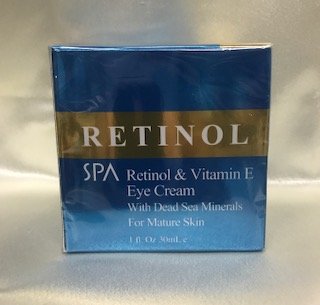 RETINOL
SPA Retinol & Vitamin E
Eye Cream
With Dead Sea Minerals
For Mature Skin
1 fl. Oz 30mL e